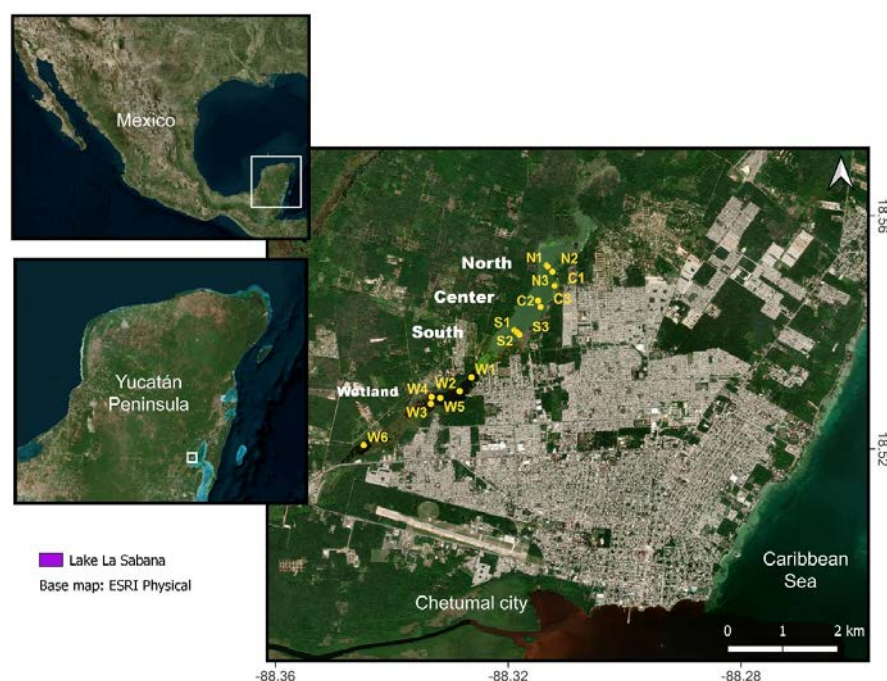 Mexico
Yucatán
Peninsula
Lake La Sabana
Base map: ESRI Physical
North
Center
South
Wetland
N1
N2
N3
C1
C2
C3
S1
S2
S3
W1
W2
W3
W4
W5
W6
Chetumal city
Caribbean
Sea
0 1 2 km
18.56
18.52
-88.36
-88.32
-88.28